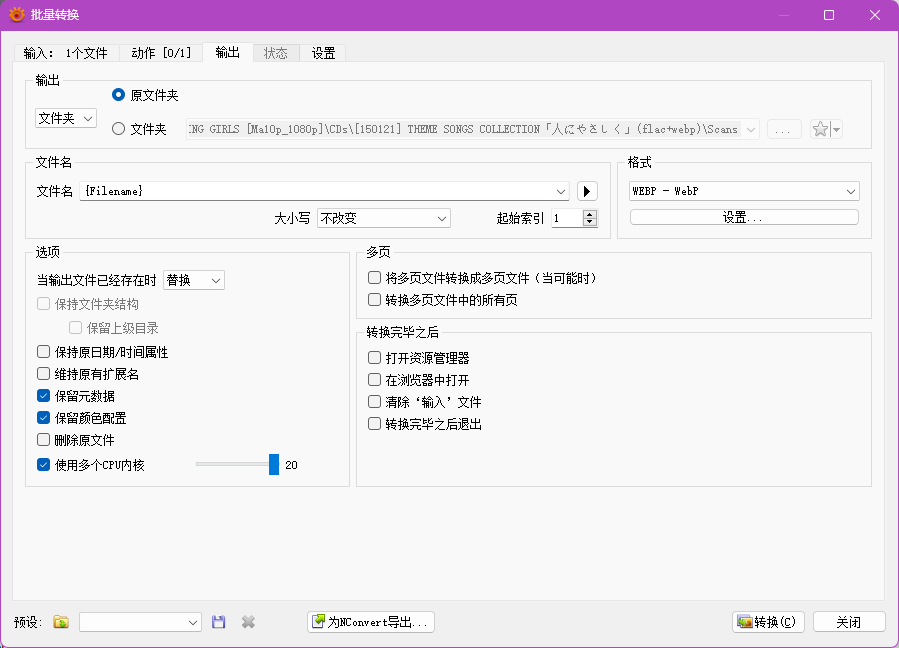 批量转换
输入: 1个文件 动作 [0/1] 输出 状态 设置
输出
文件夹
原文件夹
文件夹 ING GIRLS [Ma10p_1080p]\CDs\[150121] THEME SONGS COLLECTION「人にやさしく」(flac+webp)\Scans ...
文件名
文件名 {Filename}
大小写 不改变 起始索引 1
格式
WEBP - WebP
设置...
选项
当输出文件已经存在时 替换
保持文件夹结构
保留上级目录
保持原日期/时间属性
维持原有扩展名
保留元数据
保留颜色配置
删除原文件
使用多个CPU内核 20
多页
将多页文件转换成多页文件（当可能时）
转换多页文件中的所有页
转换完毕之后
打开资源管理器
在浏览器中打开
清除‘输入’文件
转换完毕之后退出
预设: 为NConvert导出... 转换(C) 关闭